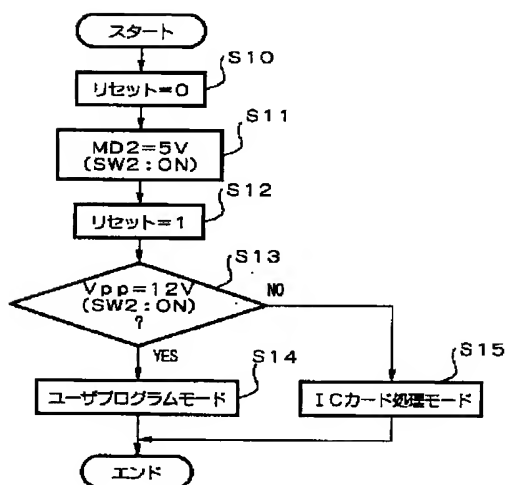 スタート
S10
リセット=0
S11
MD2=5V
(SW2:ON)
S12
リセット=1
S13
Vpp=12V
(SW2:ON)
?
NO
YES
S14
ユーザプログラムモード
S15
ICカード処理モード
エンド